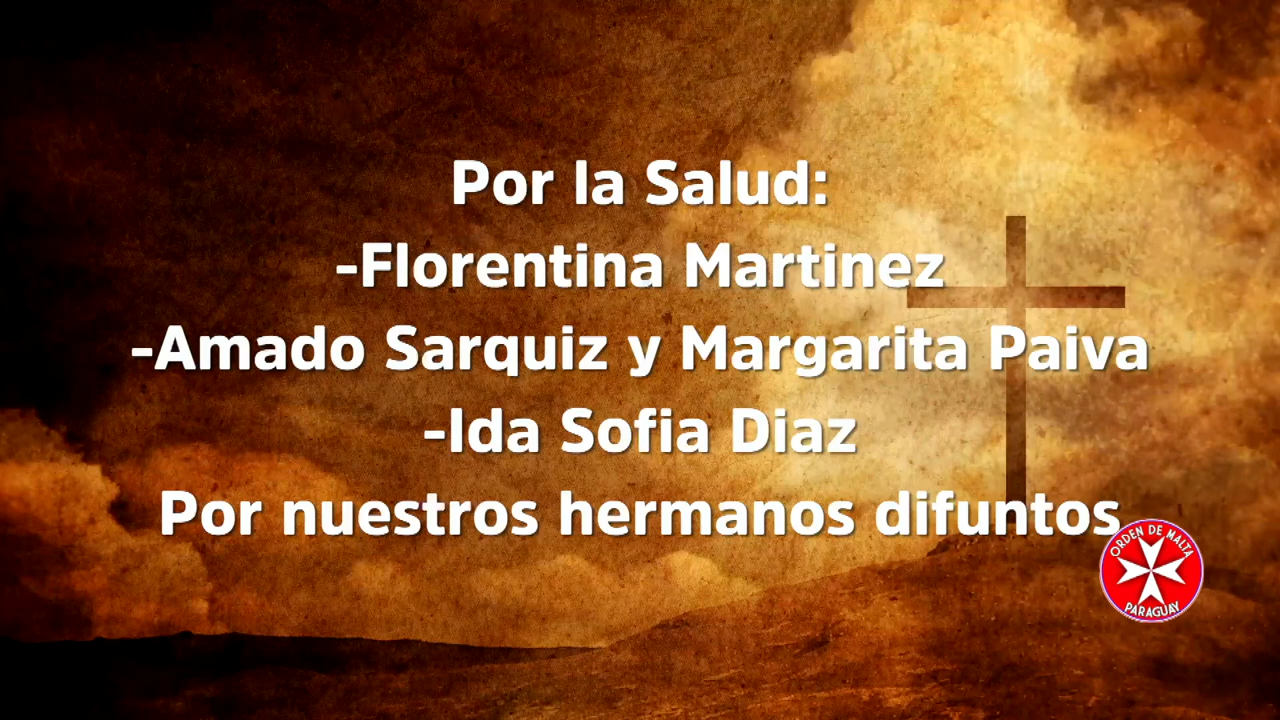 Por la Salud:
-Florentina Martinez
-Amado Sarquiz y Margarita Paiva
-Ida Sofia Diaz
Por nuestros hermanos difuntos
ORDEN DE MALTA
PARAGUAY